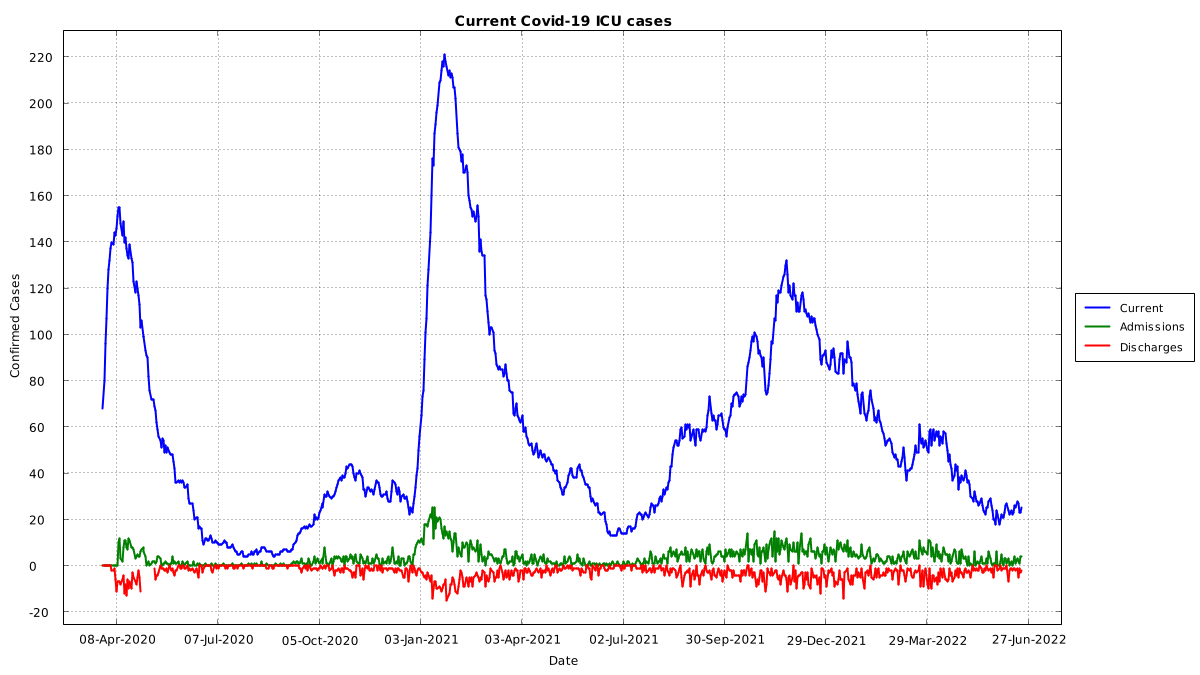 Current Covid-19 ICU cases
220
200
180
160
140
120
100
80
60
40
20
0
-20
Confirmed Cases
08-Apr-2020 07-Jul-2020 05-Oct-2020 03-Jan-2021 03-Apr-2021 02-Jul-2021 30-Sep-2021 29-Dec-2021 29-Mar-2022 27-Jun-2022
Date
Current
Admissions
Discharges